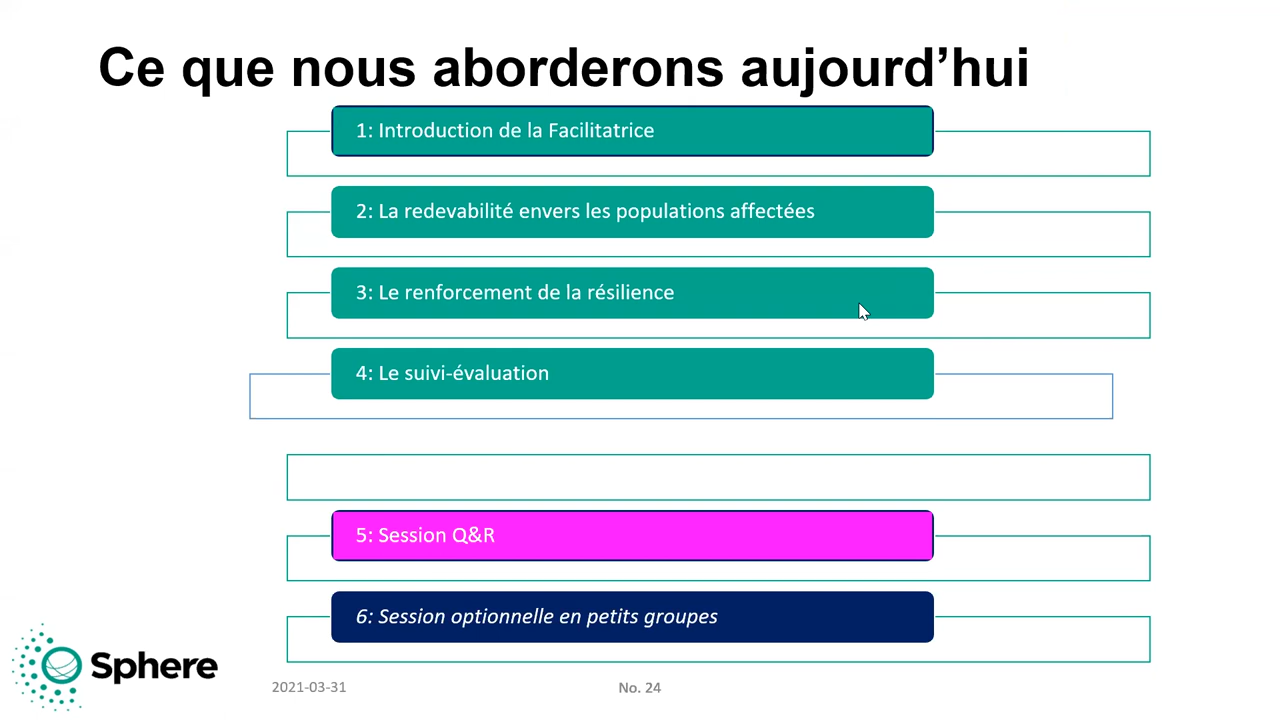 Ce que nous aborderons aujourd’hui
1: Introduction de la Facilitatrice
2: La redevabilité envers les populations affectées
3: Le renforcement de la résilience
4: Le suivi-évaluation
5: Session Q&R
6: Session optionnelle en petits groupes
Sphere
2021-03-31
No. 24